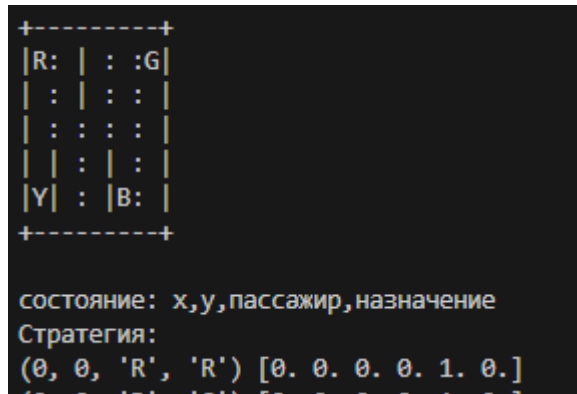 +---------+
|R: | : :G|
| : | : : |
| : : : : |
| | : | : |
|Y| : |B: |
+---------+
состояние: x,y,пассажир,назначение
Стратегия:
(0, 0, 'R', 'R') [0. 0. 0. 0. 1. 0.]